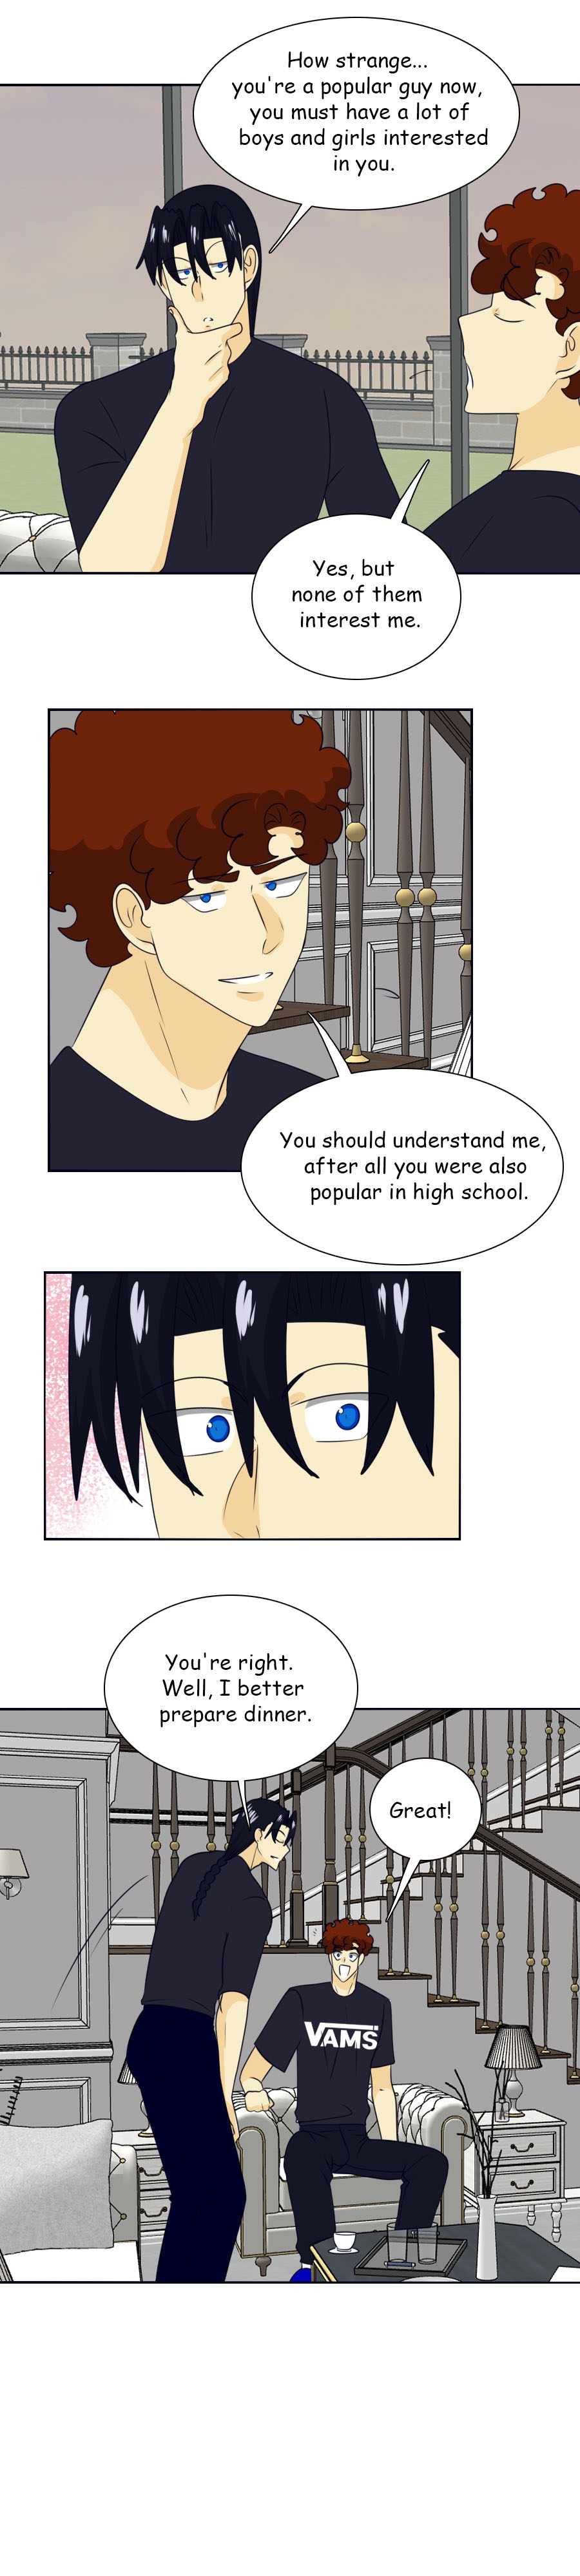 How strange...
you're a popular guy now,
you must have a lot of
boys and girls interested
in you.
Yes, but
none of them
interest me.
You should understand me,
after all you were also
popular in high school.
You're right.
Well, I better
prepare dinner.
Great!
VAMS